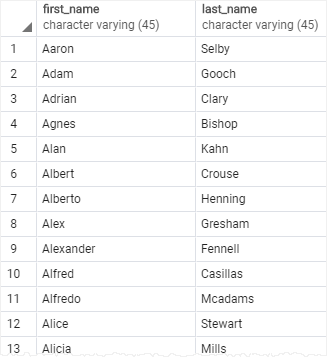 first_name last_name
character varying (45) character varying (45)
1 Aaron Selby
2 Adam Gooch
3 Adrian Clary
4 Agnes Bishop
5 Alan Kahn
6 Albert Crouse
7 Alberto Henning
8 Alex Gresham
9 Alexander Fennell
10 Alfred Casillas
11 Alfredo Mcadams
12 Alice Stewart
13 Alicia Mills